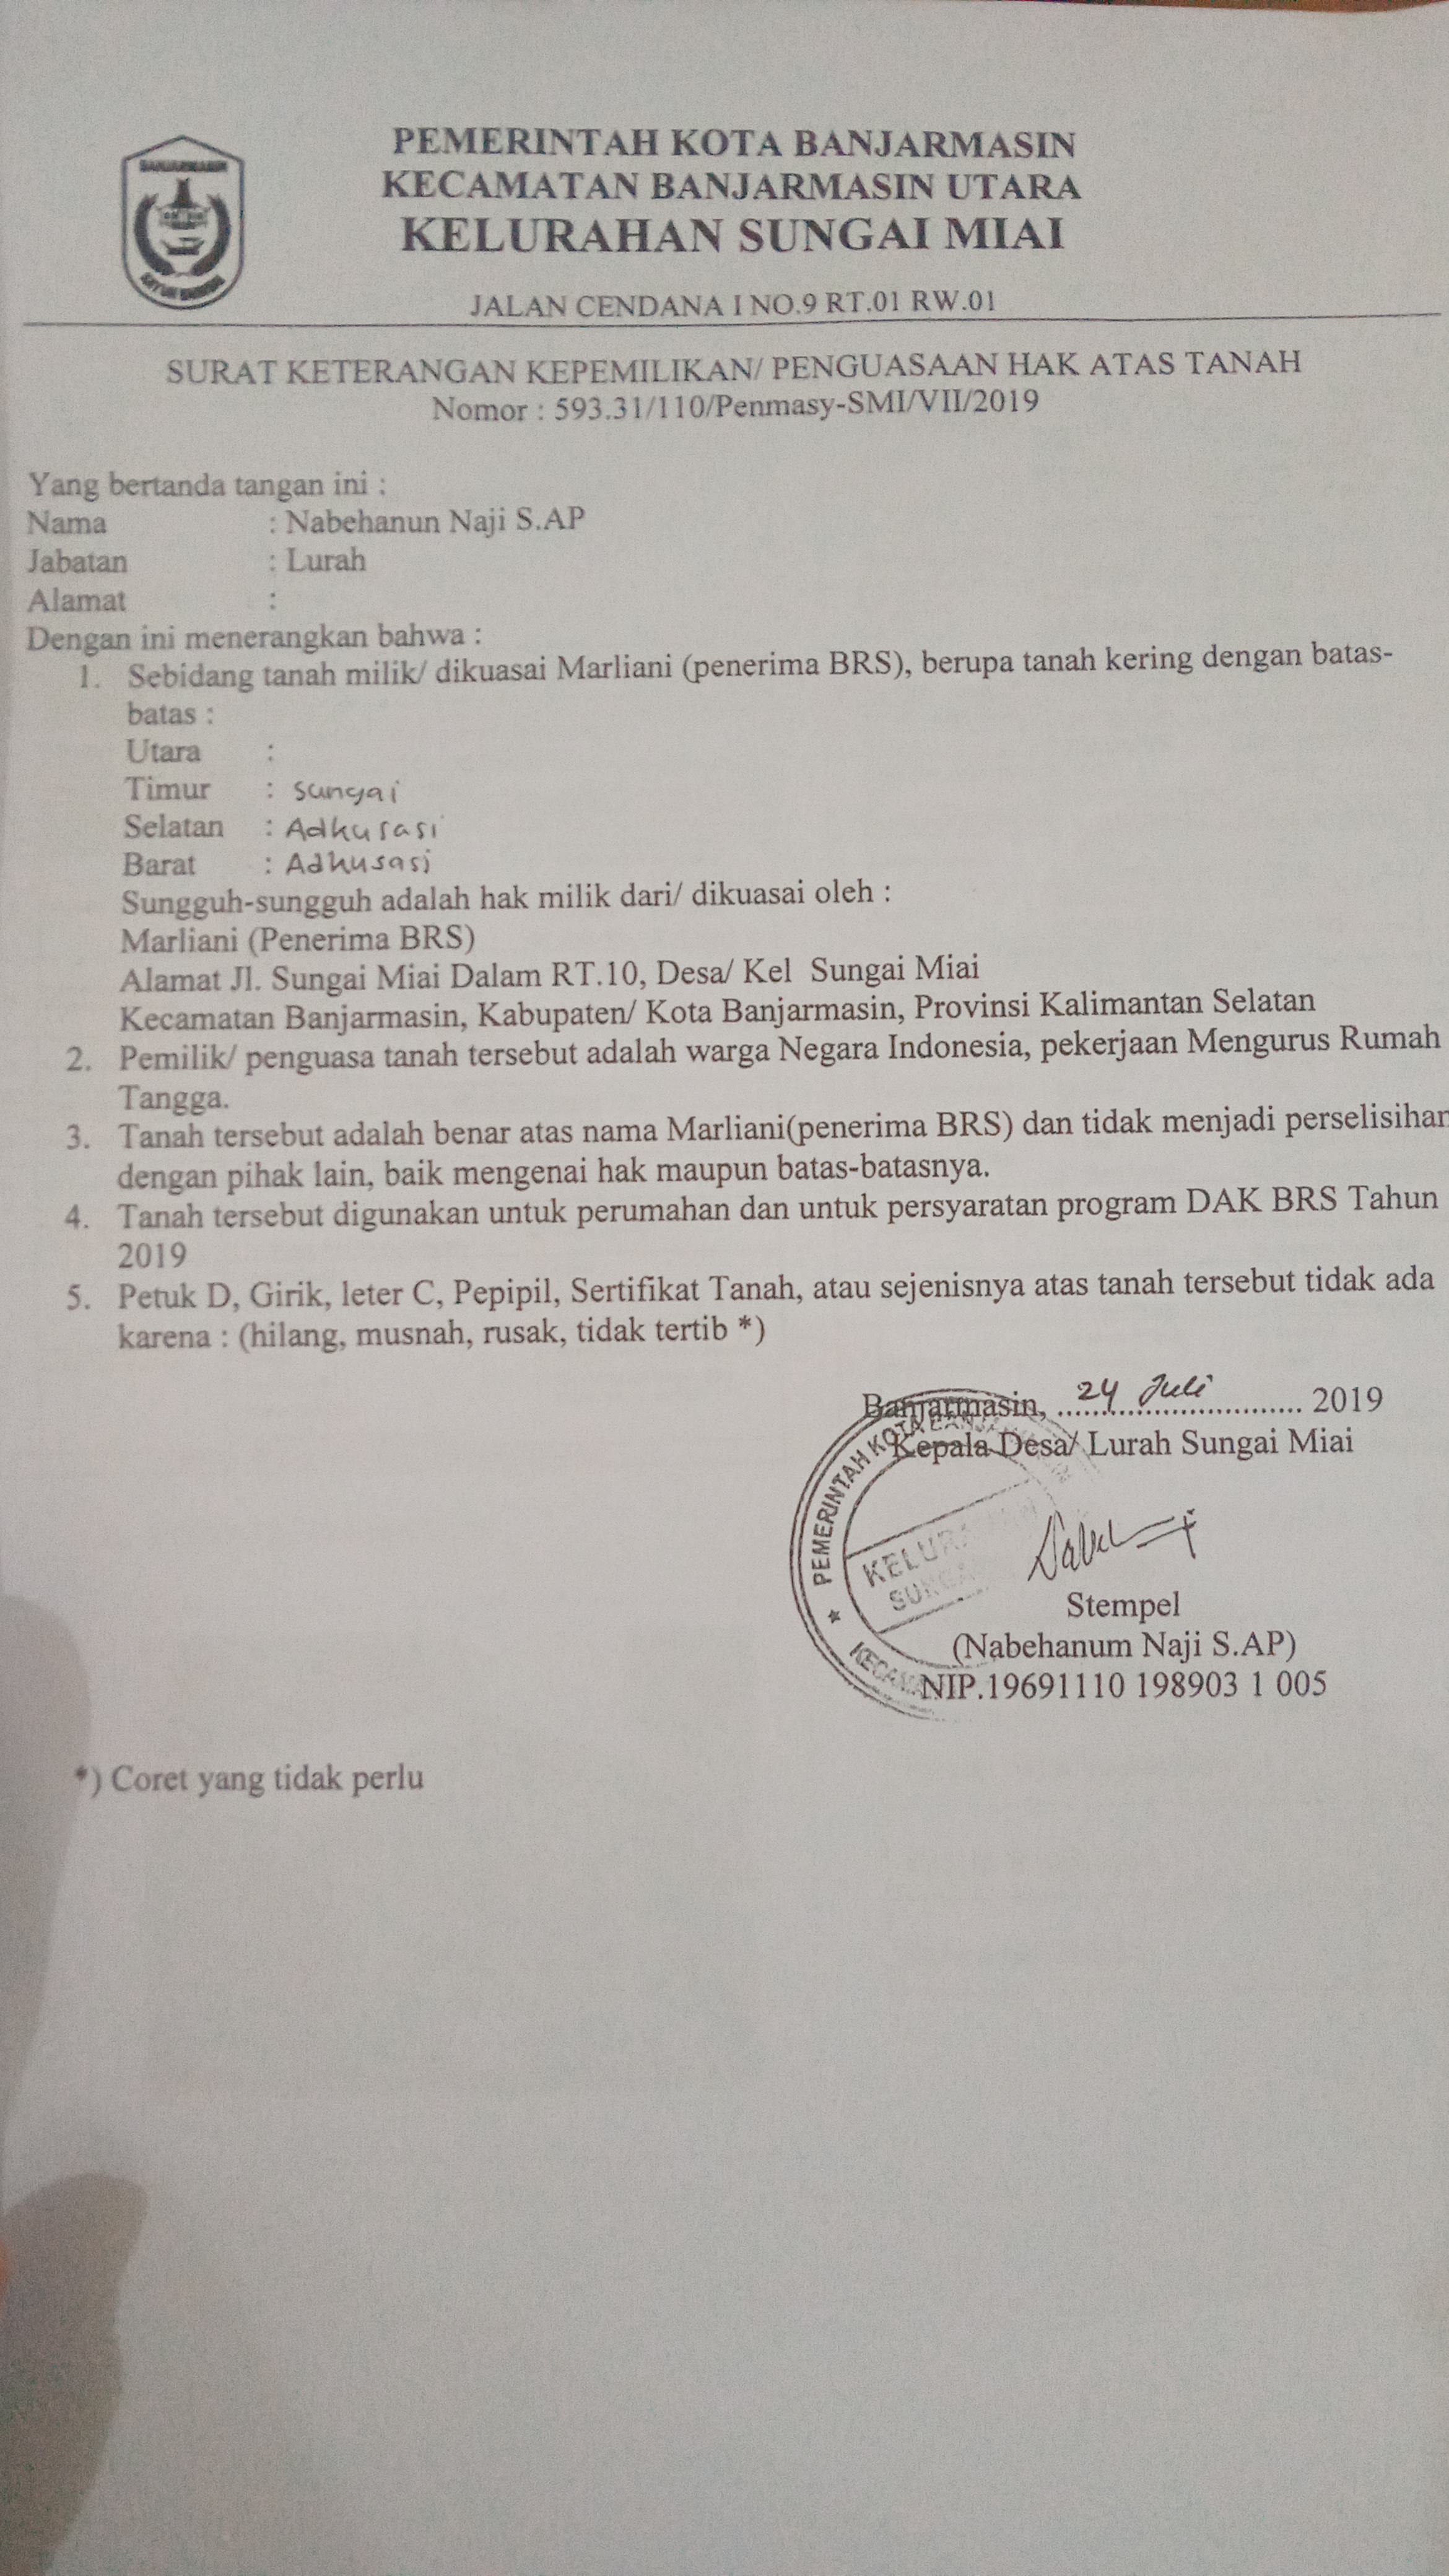 BANJARMASIN
PEMERINTAH KOTA BANJARMASIN
KECAMATAN BANJARMASIN UTARA
KELURAHAN SUNGAI MIAI
JALAN CENDANA I NO.9 RT.01 RW.01
SURAT KETERANGAN KEPEMILIKAN/ PENGUASAAN HAK ATAS TANAH
Nomor : 593.31/110/Penmasy-SMI/VII/2019
Yang bertanda tangan ini :
Nama : Nabehanun Naji S.AP
Jabatan : Lurah
Alamat :
Dengan ini menerangkan bahwa :
1. Sebidang tanah milik/ dikuasai Marliani (penerima BRS), berupa tanah kering dengan batas-
batas :
Utara :
Timur : sungai
Selatan : Adhusasi
Barat : Adhusasi
Sungguh-sungguh adalah hak milik dari/ dikuasai oleh :
Marliani (Penerima BRS)
Alamat Jl. Sungai Miai Dalam RT.10, Desa/ Kel Sungai Miai
Kecamatan Banjarmasin, Kabupaten/ Kota Banjarmasin, Provinsi Kalimantan Selatan
2. Pemilik/ penguasa tanah tersebut adalah warga Negara Indonesia, pekerjaan Mengurus Rumah
Tangga.
3. Tanah tersebut adalah benar atas nama Marliani(penerima BRS) dan tidak menjadi perselisihan
dengan pihak lain, baik mengenai hak maupun batas-batasnya.
4. Tanah tersebut digunakan untuk perumahan dan untuk persyaratan program DAK BRS Tahun
2019
5. Petuk D, Girik, leter C, Pepipil, Sertifikat Tanah, atau sejenisnya atas tanah tersebut tidak ada
karena : (hilang, musnah, rusak, tidak tertib *)
Banjarmasin, 24 Juli 2019
Kepala Desa/ Lurah Sungai Miai
PEMERINTAH KOTA
Stempel
(Nabehanum Naji S.AP)
NIP.19691110 198903 1 005
*) Coret yang tidak perlu